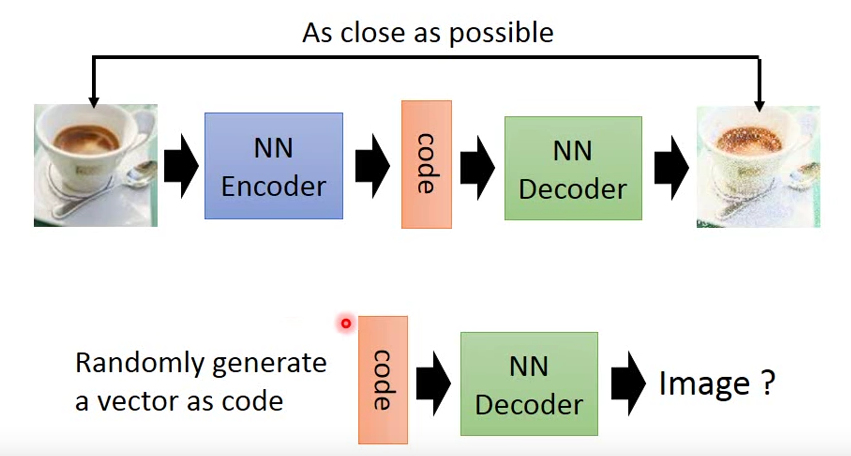 As close as possible
NN
Encoder
code
NN
Decoder
Randomly generate
a vector as code
code
NN
Decoder
Image ?